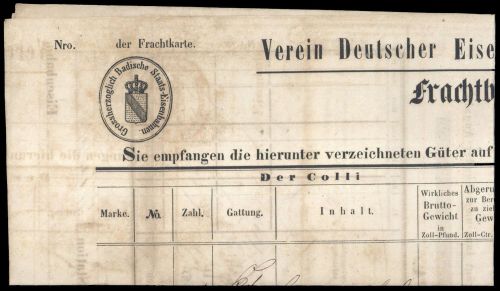 Nro. der Frachtkarte.
Verein Deutscher Eise
Grossherzoglich Badische Staats-Eisenbahnen.
Frachtb
Sie empfangen die hierunter verzeichneten Güter auf
Der Colli
Marke. No. Zahl. Gattung. Inhalt.
Wirkliches
Brutto-
Gewicht
in
Zoll-Pfund.
Abgeru
zur Ber
zu zie
Gew
Zoll-Ctr.